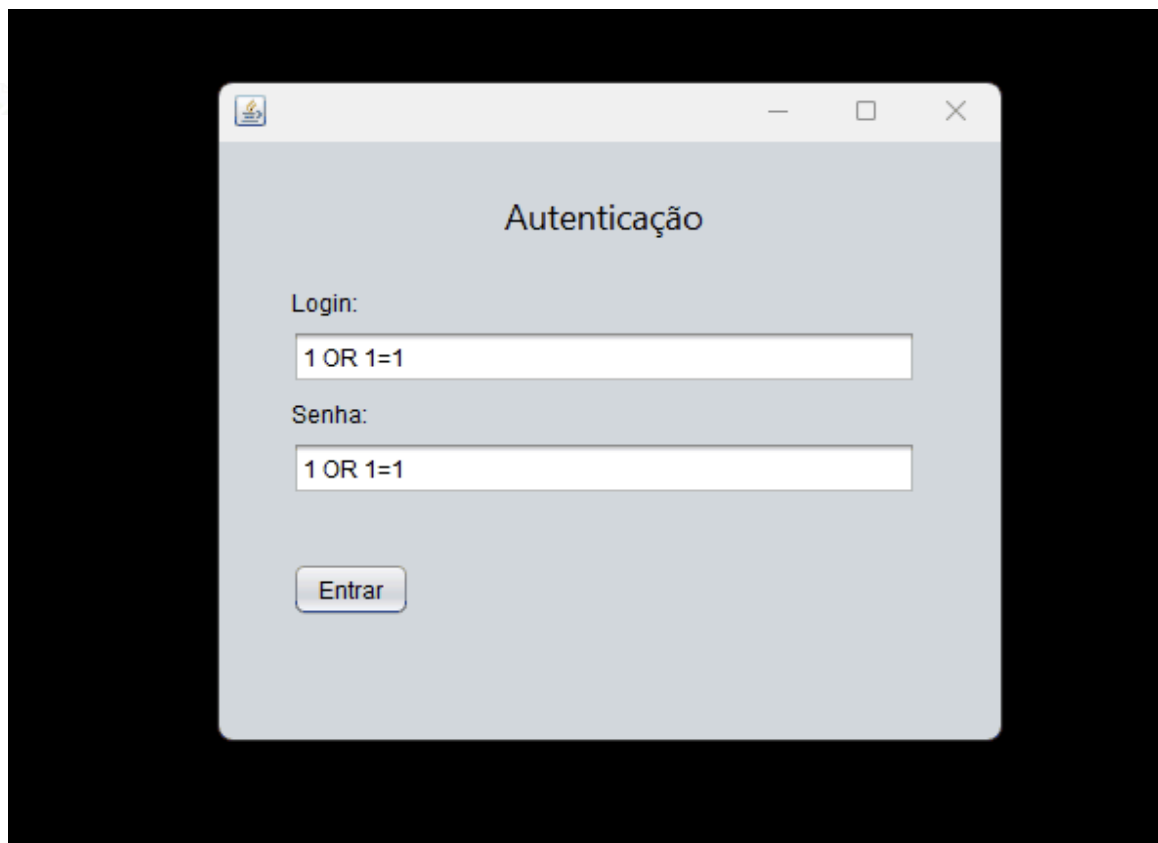 Autenticação
Login:
1 OR 1=1
Senha:
1 OR 1=1
Entrar